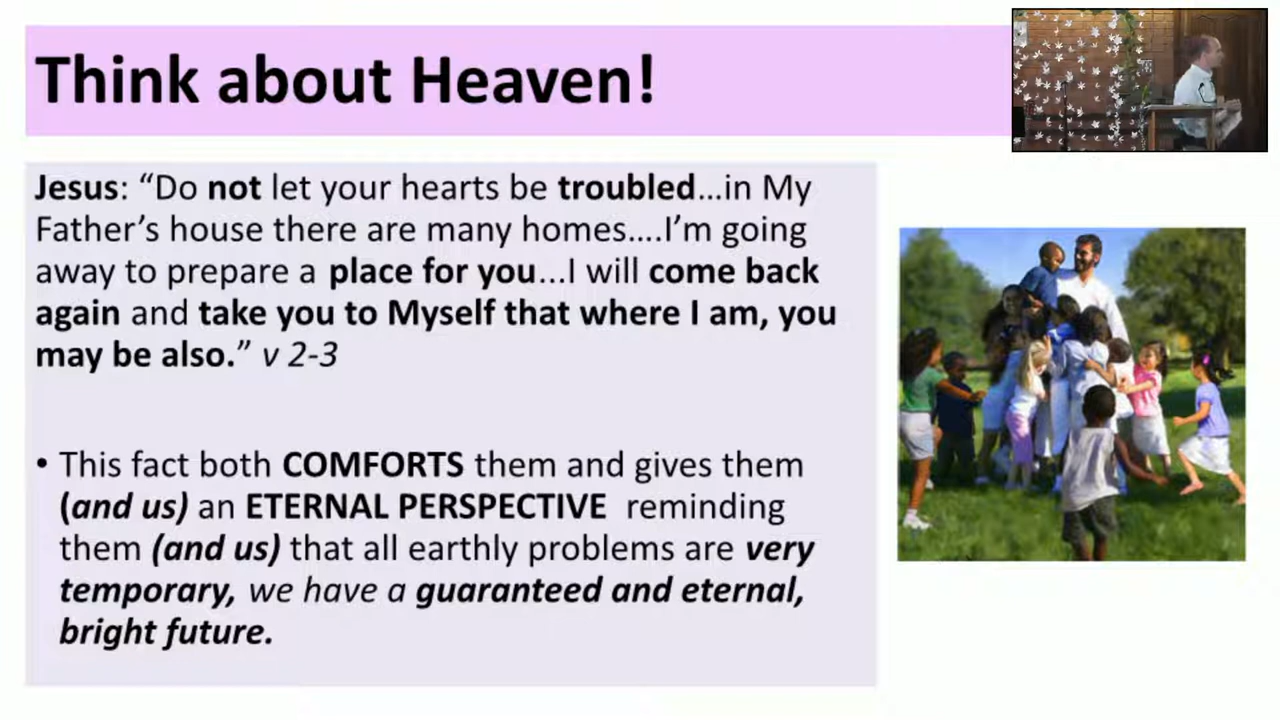 Think about Heaven!
Jesus: “Do not let your hearts be troubled…in My
Father’s house there are many homes….I’m going
away to prepare a place for you…I will come back
again and take you to Myself that where I am, you
may be also.” v 2-3
• This fact both COMFORTS them and gives them
(and us) an ETERNAL PERSPECTIVE reminding
them (and us) that all earthly problems are very
temporary, we have a guaranteed and eternal,
bright future.